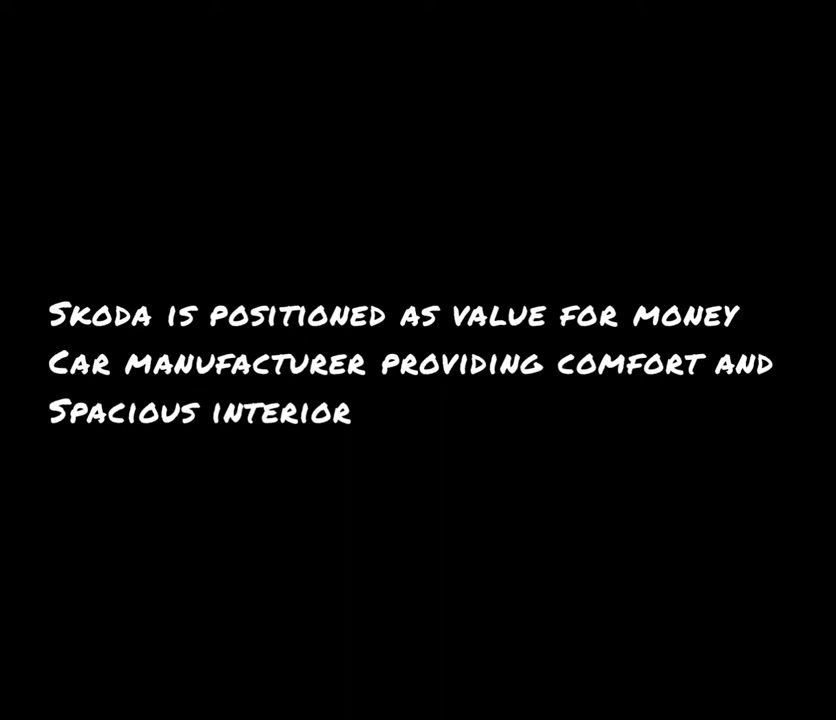 Skoda is positioned as value for money
Car manufacturer providing comfort and
Spacious interior